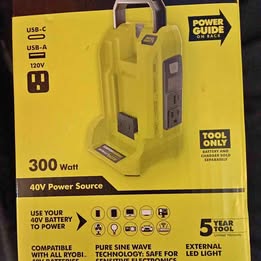 USB-C
USB-A
120V
POWER
GUIDE
ON BACK
TOOL
ONLY
BATTERY AND
CHARGER SOLD
SEPARATELY
300 Watt
40V Power Source
USE YOUR
40V BATTERY
TO POWER
5 YEAR
TOOL
COMPATIBLE
WITH ALL RYOBI
40V BATTERIES
PURE SINE WAVE
TECHNOLOGY: SAFE FOR
SENSITIVE ELECTRONICS
EXTERNAL
LED LIGHT